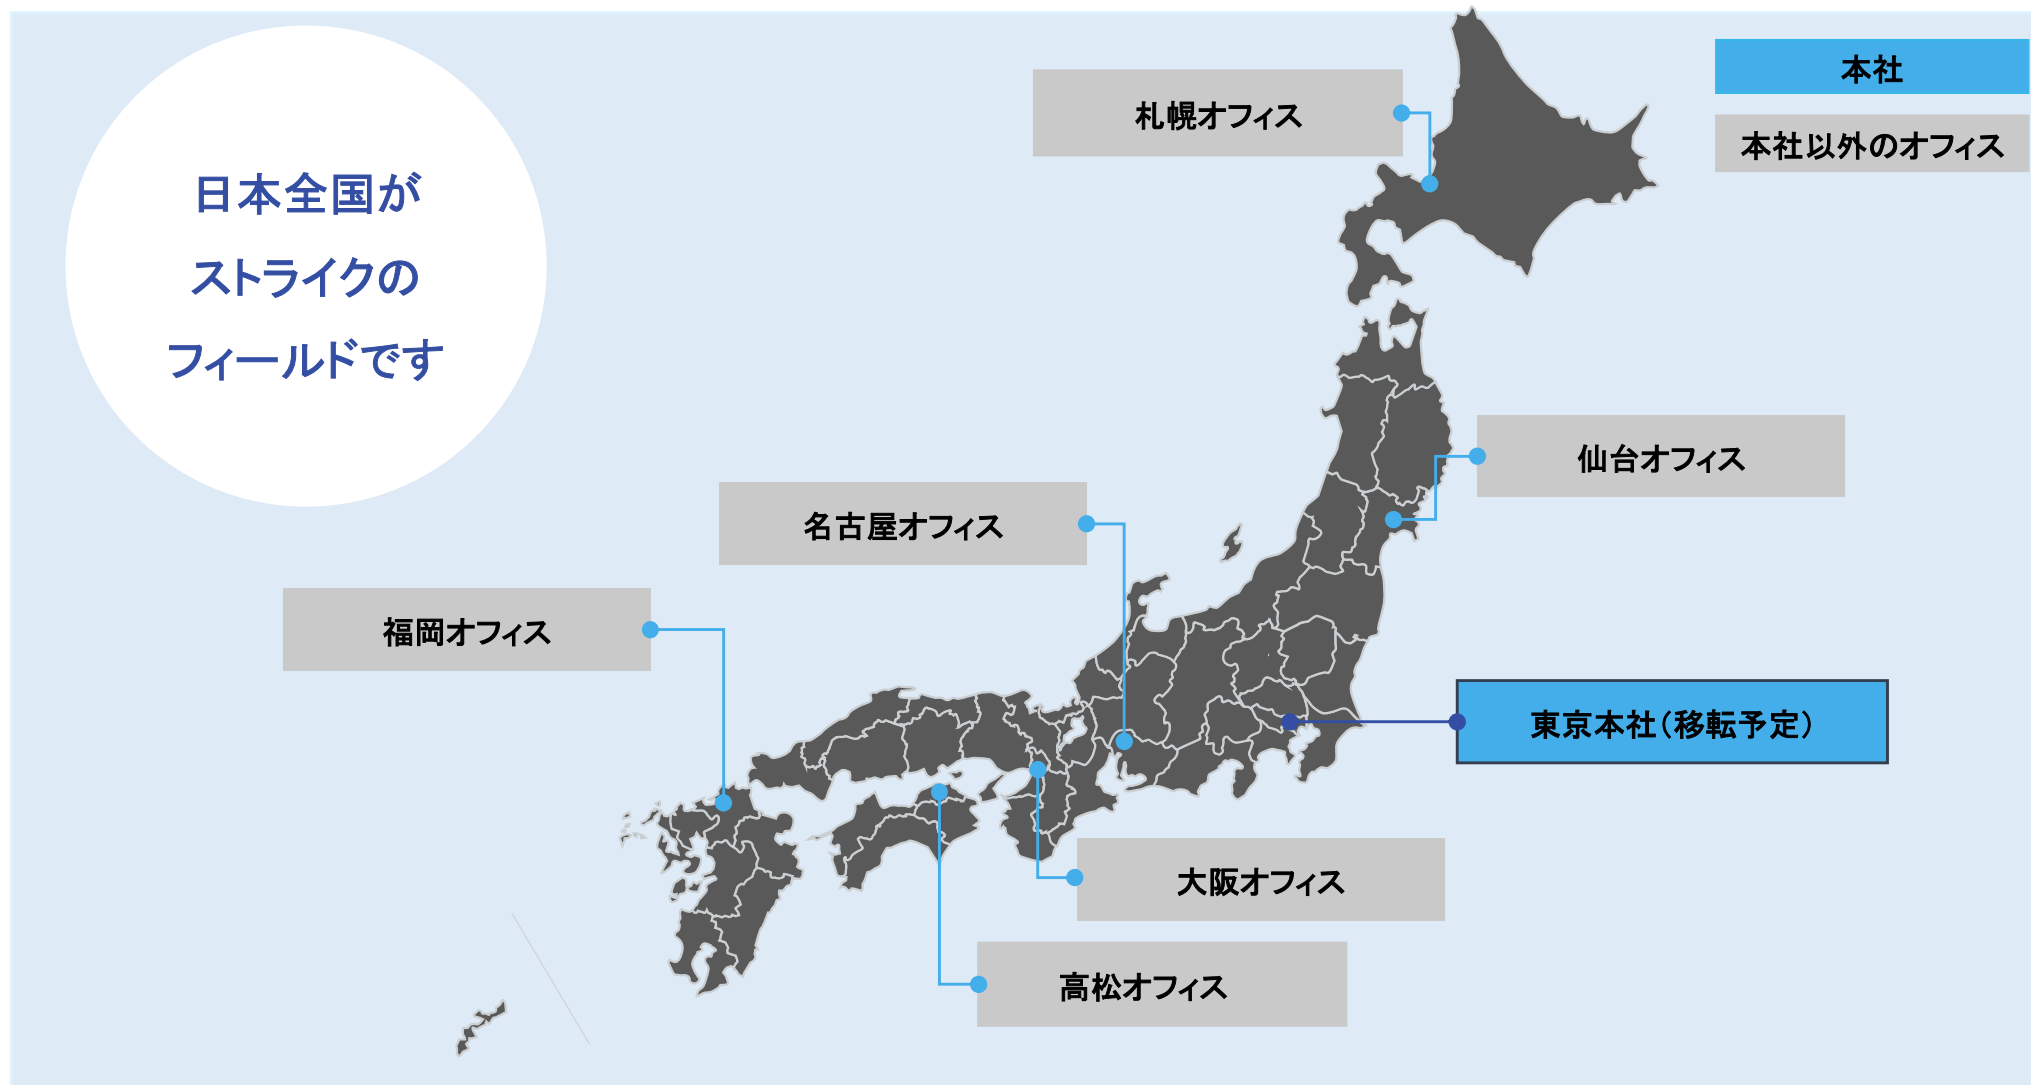 日本全国が
ストライクの
フィールドです
本社
本社以外のオフィス
札幌オフィス
仙台オフィス
名古屋オフィス
福岡オフィス
東京本社（移転予定）
大阪オフィス
高松オフィス